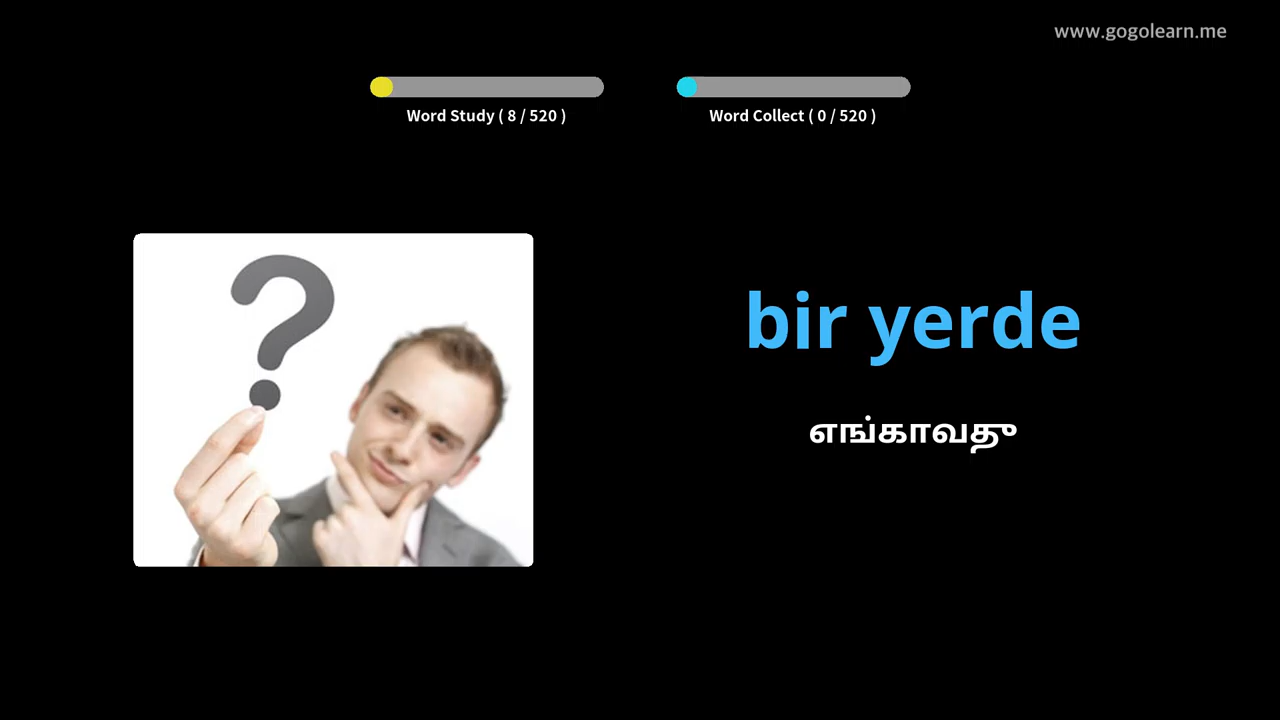 www.gogolearn.me
Word Study ( 8 / 520 )
Word Collect ( 0 / 520 )
bir yerde
எங்காவது